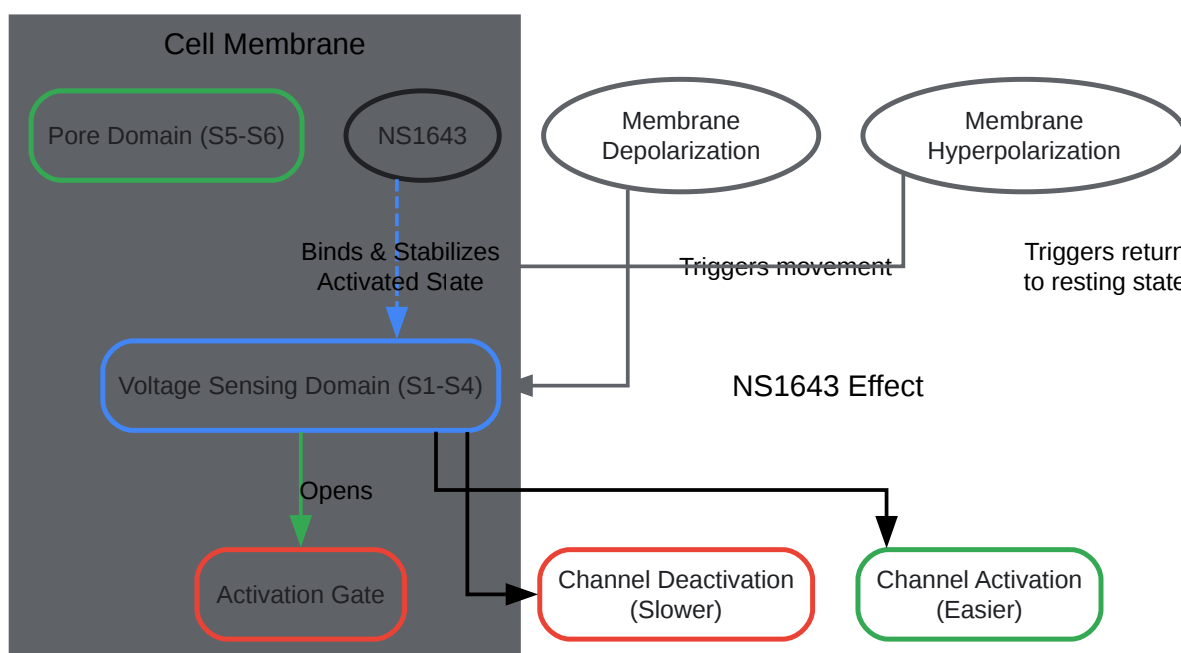 Cell Membrane
Pore Domain (S5-S6)
NS1643
Membrane
Depolarization
Membrane
Hyperpolarization
Binds & Stabilizes
Activated State
Triggers movement
Triggers return
to resting state
Voltage Sensing Domain (S1-S4)
NS1643 Effect
Opens
Activation Gate
Channel Deactivation
(Slower)
Channel Activation
(Easier)